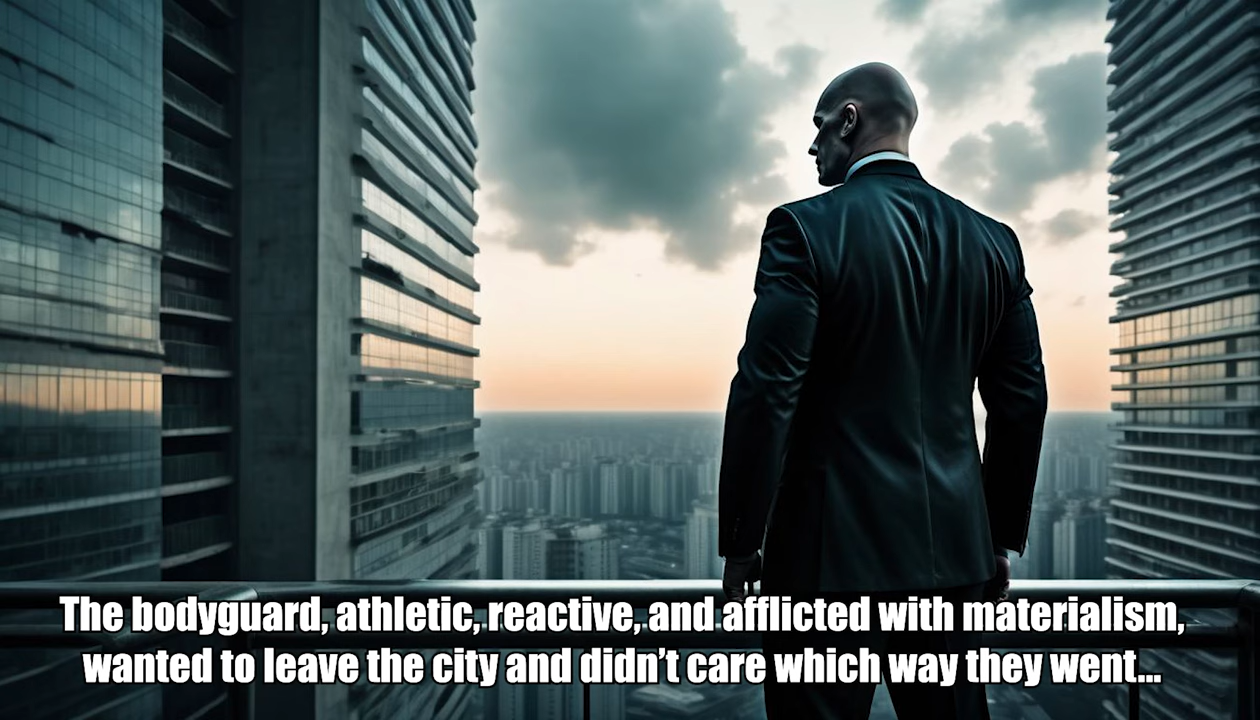 The bodyguard, athletic, reactive, and afflicted with materialism,
wanted to leave the city and didn’t care which way they went...